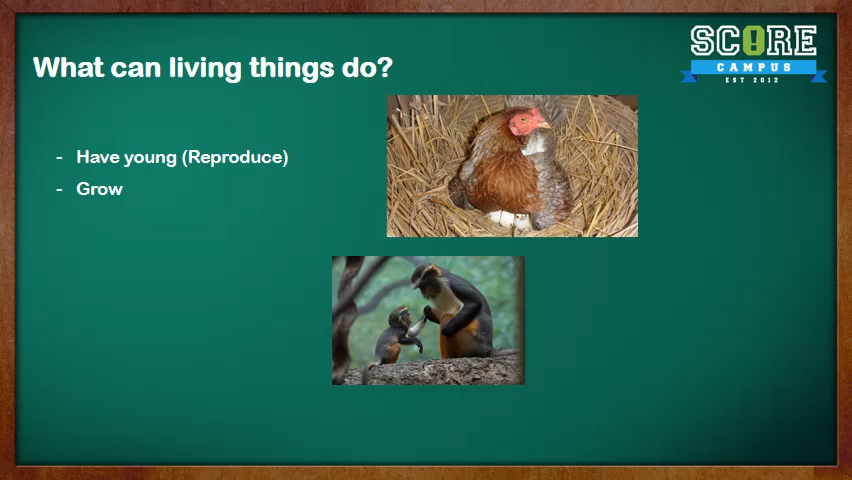 SCORE
CAMPUS
EST 2012
What can living things do?
- Have young (Reproduce)
- Grow